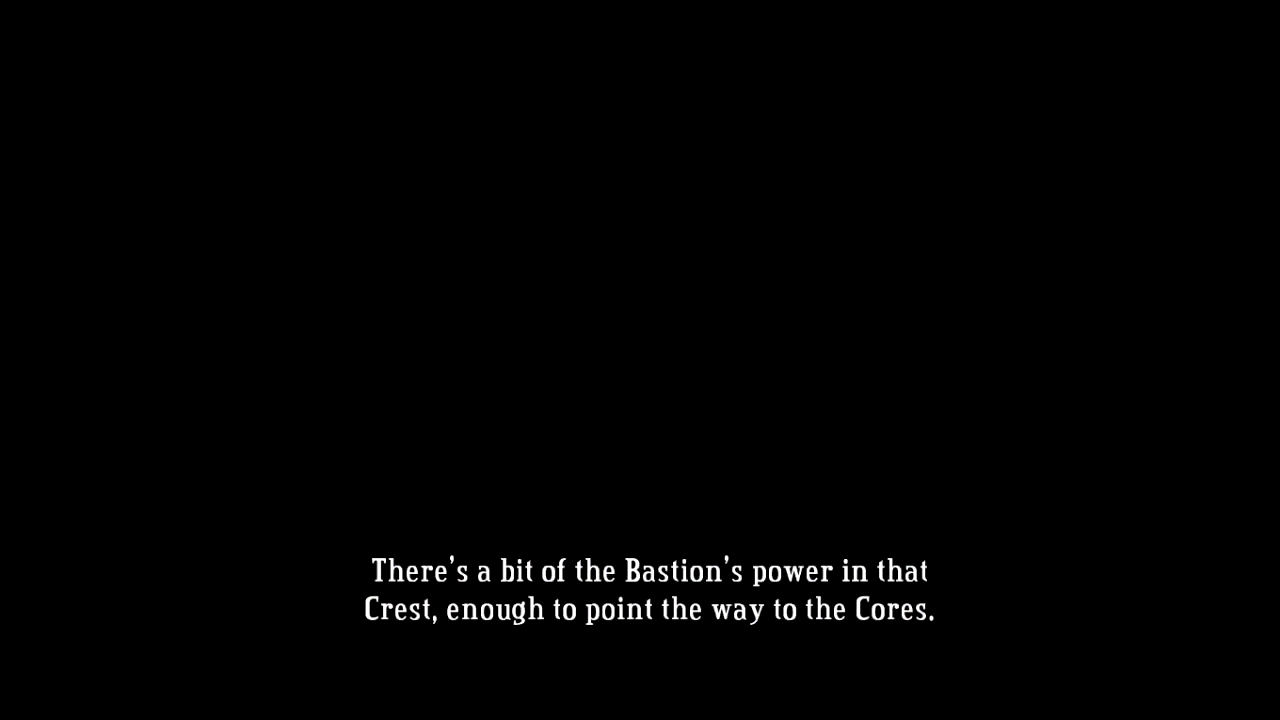 There's a bit of the Bastion's power in that
Crest, enough to point the way to the Cores.